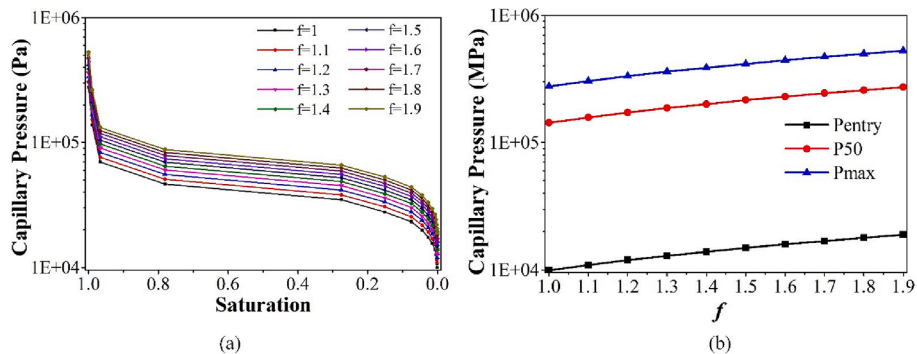 (a)
1E+06
1E+05
1E+04
Capillary Pressure (Pa)
f=1
f=1.1
f=1.2
f=1.3
f=1.4
f=1.5
f=1.6
f=1.7
f=1.8
f=1.9
1.0 0.8 0.6 0.4 0.2 0.0
Saturation
(a)
(b)
1E+06
1E+05
1E+04
Capillary Pressure (MPa)
Pentry
P50
Pmax
1.0 1.1 1.2 1.3 1.4 1.5 1.6 1.7 1.8 1.9
f
(b)